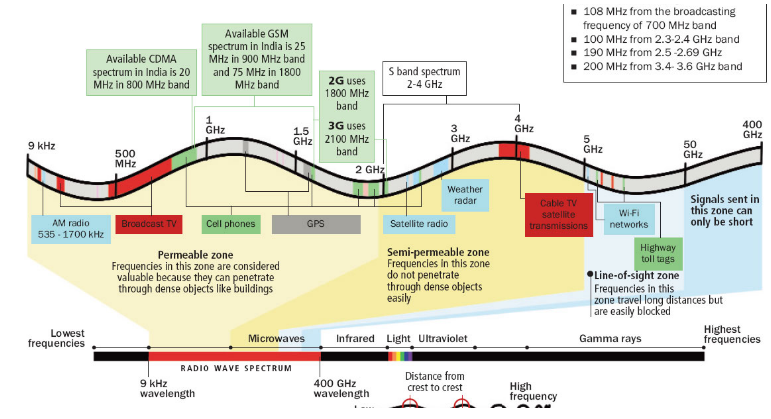 108 MHz from the broadcasting
frequency of 700 MHz band
100 MHz from 2.3-2.4 GHz band
190 MHz from 2.5 -2.69 GHz
200 MHz from 3.4- 3.6 GHz band
Available GSM
spectrum in India is 25
MHz in 900 MHz band
and 75 MHz in 1800
MHz band
Available CDMA
spectrum in India is 20
MHz in 800 MHz band
2G uses
1800 MHz
band
3G uses
2100 MHz
band
S band spectrum
2-4 GHz
9 kHz
500
MHz
1
GHz
1.5
GHz
2 GHz
3
GHz
4
GHz
5
GHz
50
GHz
400
GHz
AM radio
535 - 1700 kHz
Broadcast TV
Cell phones
GPS
Satellite radio
Weather
radar
Cable TV
satellite
transmissions
Wi-Fi
networks
Highway
toll tags
Signals sent in
this zone can
only be short
Permeable zone
Frequencies in this zone are considered
valuable because they can penetrate
through dense objects like buildings
Semi-permeable zone
Frequencies in this zone
do not penetrate
through dense objects
easily
Line-of-sight zone
Frequencies in this
zone travel long distances but
are easily blocked
Lowest
frequencies
Microwaves
Infrared
Light
Ultraviolet
Gamma rays
Highest
frequencies
RADIO WAVE SPECTRUM
9 kHz
wavelength
400 GHz
wavelength
Distance from
crest to crest
High
frequency